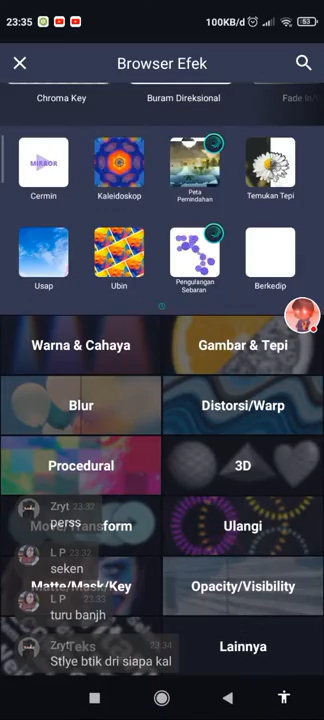 23:35
100KB/d
53
Browser Efek
Chroma Key
Buram Direksional
Fade In/
MIRROR
Cermin
Kaleidoskop
Peta
Pemindahan
Temukan Tepi
Usap
Ubin
Pengulangan
Sebaran
Berkedip
Warna & Cahaya
Gambar & Tepi
Blur
Distorsi/Warp
Procedural
3D
Zryt 23.32
perss
Move/Transform
Ulangi
L P 23.32
seken
Matte/Mask/Key
Opacity/Visibility
L P 23.33
turu banjh
Teks
Lainnya
Zryt 23:34
Stlye btik dri siapa kal